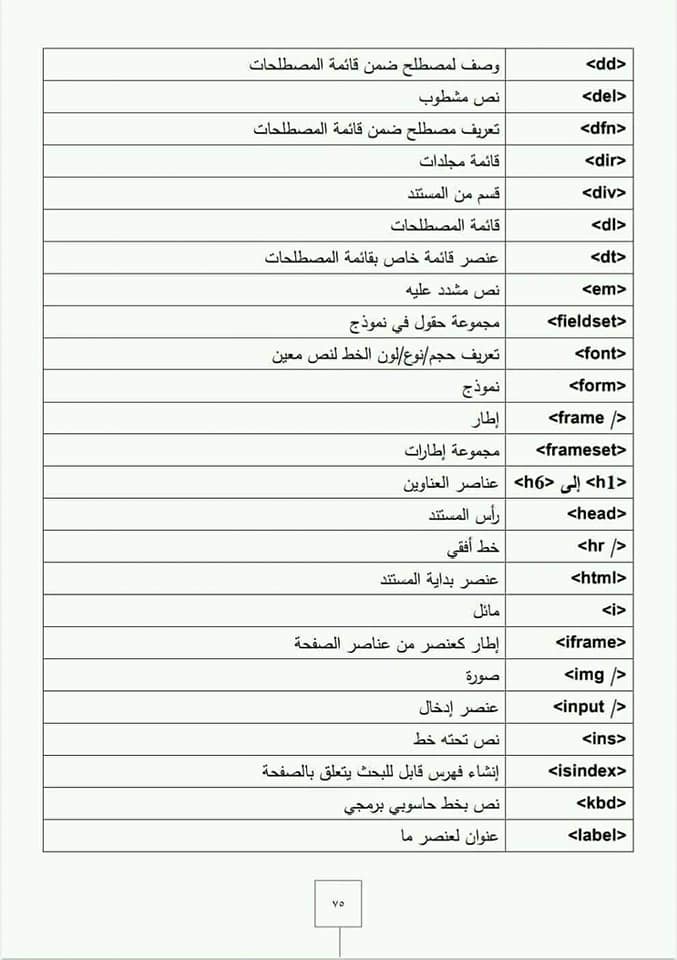 <dd> وصف لمصطلح ضمن قائمة المصطلحات
<del> نص مشطوب
<dfn> تعريف مصطلح ضمن قائمة المصطلحات
<dir> قائمة مجلدات
<div> قسم من المستند
<dl> قائمة المصطلحات
<dt> عنصر قائمة خاص بقائمة المصطلحات
<em> نص مشدد عليه
<fieldset> مجموعة حقول في نموذج
<font> تعريف حجم/نوع/لون الخط لنص معين
<form> نموذج
<frame /> إطار
<frameset> مجموعة إطارات
<h1> إلى <h6> عناصر العناوين
<head> رأس المستند
<hr /> خط أفقي
<html> عنصر بداية المستند
<i> مائل
<iframe> إطار كعنصر من عناصر الصفحة
<img /> صورة
<input /> عنصر إدخال
<ins> نص تحته خط
<isindex> إنشاء فهرس قابل للبحث يتعلق بالصفحة
<kbd> نص بخط حاسوبي برمجي
<label> عنوان لعنصر ما
٧٥